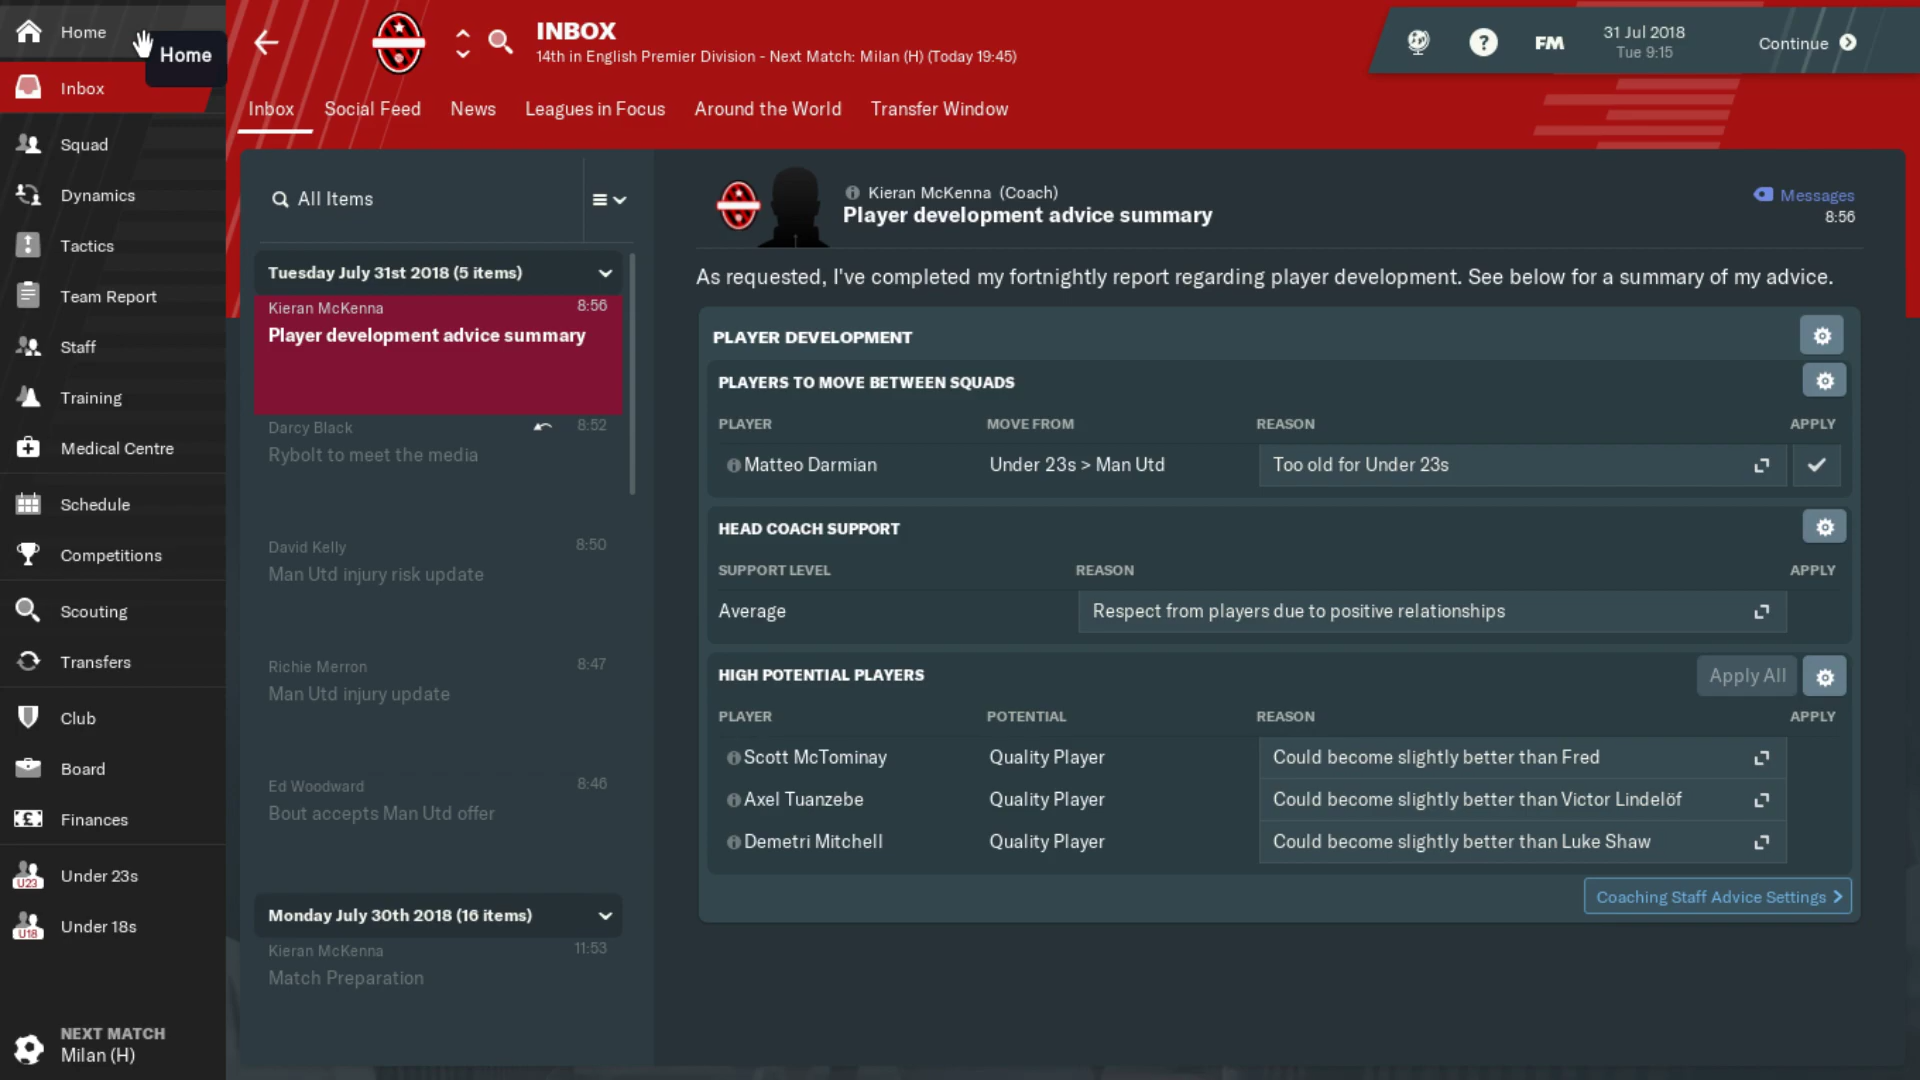 Home
Home
Inbox
Squad
Dynamics
Tactics
Team Report
Staff
Training
Medical Centre
Schedule
Competitions
Scouting
Transfers
Club
Board
Finances
U23
Under 23s
U18
Under 18s
NEXT MATCH
Milan (H)
INBOX
14th in English Premier Division - Next Match: Milan (H) (Today 19:45)
?
FM
31 Jul 2018
Tue 9:15
Continue
Inbox Social Feed News Leagues in Focus Around the World Transfer Window
All Items
Tuesday July 31st 2018 (5 items)
Kieran McKenna 8:56
Player development advice summary
Darcy Black 8:52
Rybolt to meet the media
David Kelly 8:50
Man Utd injury risk update
Richie Merron 8:47
Man Utd injury update
Ed Woodward 8:46
Bout accepts Man Utd offer
Monday July 30th 2018 (16 items)
Kieran McKenna 11:53
Match Preparation
Kieran McKenna (Coach)
Player development advice summary
Messages
8:56
As requested, I've completed my fortnightly report regarding player development. See below for a summary of my advice.
PLAYER DEVELOPMENT
PLAYERS TO MOVE BETWEEN SQUADS
PLAYER MOVE FROM REASON APPLY
Matteo Darmian Under 23s > Man Utd Too old for Under 23s
HEAD COACH SUPPORT
SUPPORT LEVEL REASON APPLY
Average Respect from players due to positive relationships
HIGH POTENTIAL PLAYERS Apply All
PLAYER POTENTIAL REASON APPLY
Scott McTominay Quality Player Could become slightly better than Fred
Axel Tuanzebe Quality Player Could become slightly better than Victor Lindelöf
Demetri Mitchell Quality Player Could become slightly better than Luke Shaw
Coaching Staff Advice Settings >